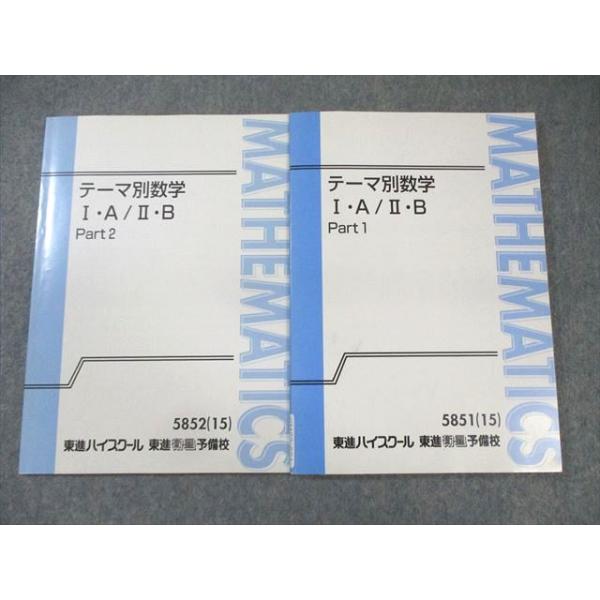 テーマ別数学
Ⅰ・A/Ⅱ・B
Part 2
5852(15)
東進ハイスクール 東進衛星予備校
MATHEMATICS
テーマ別数学
Ⅰ・A/Ⅱ・B
Part 1
5851(15)
東進ハイスクール 東進衛星予備校
MATHEMATICS